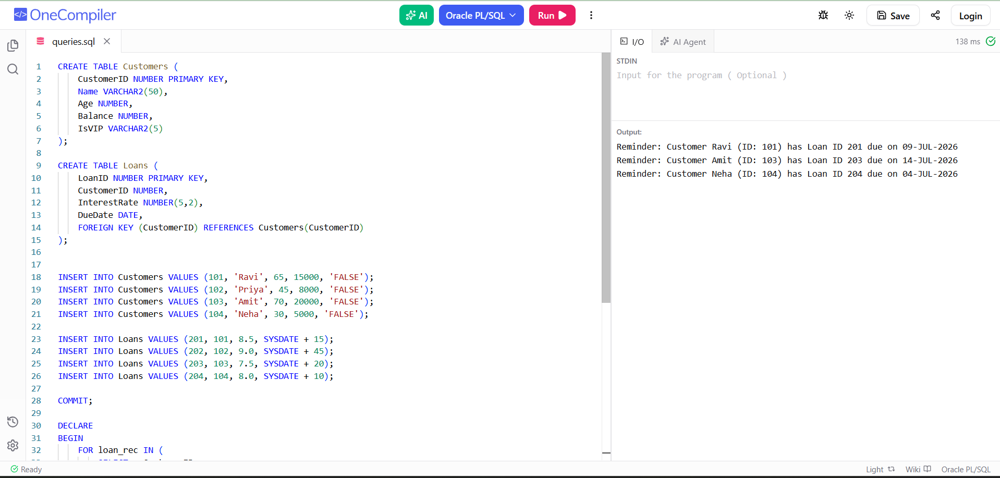 </> OneCompiler
AI
Oracle PL/SQL
Run
Save
Login
queries.sql
I/O
AI Agent
138 ms
1 CREATE TABLE Customers (
2 CustomerID NUMBER PRIMARY KEY,
3 Name VARCHAR2(50),
4 Age NUMBER,
5 Balance NUMBER,
6 IsVIP VARCHAR2(5)
7 );
8
9 CREATE TABLE Loans (
10 LoanID NUMBER PRIMARY KEY,
11 CustomerID NUMBER,
12 InterestRate NUMBER(5,2),
13 DueDate DATE,
14 FOREIGN KEY (CustomerID) REFERENCES Customers(CustomerID)
15 );
16
17
18 INSERT INTO Customers VALUES (101, 'Ravi', 65, 15000, 'FALSE');
19 INSERT INTO Customers VALUES (102, 'Priya', 45, 8000, 'FALSE');
20 INSERT INTO Customers VALUES (103, 'Amit', 70, 20000, 'FALSE');
21 INSERT INTO Customers VALUES (104, 'Neha', 30, 5000, 'FALSE');
22
23 INSERT INTO Loans VALUES (201, 101, 8.5, SYSDATE + 15);
24 INSERT INTO Loans VALUES (202, 102, 9.0, SYSDATE + 45);
25 INSERT INTO Loans VALUES (203, 103, 7.5, SYSDATE + 20);
26 INSERT INTO Loans VALUES (204, 104, 8.0, SYSDATE + 10);
27
28 COMMIT;
29
30 DECLARE
31 BEGIN
32 FOR loan_rec IN (
STDIN
Input for the program ( Optional )
Output:
Reminder: Customer Ravi (ID: 101) has Loan ID 201 due on 09-JUL-2026
Reminder: Customer Amit (ID: 103) has Loan ID 203 due on 14-JUL-2026
Reminder: Customer Neha (ID: 104) has Loan ID 204 due on 04-JUL-2026
Ready
Light
Wiki
Oracle PL/SQL